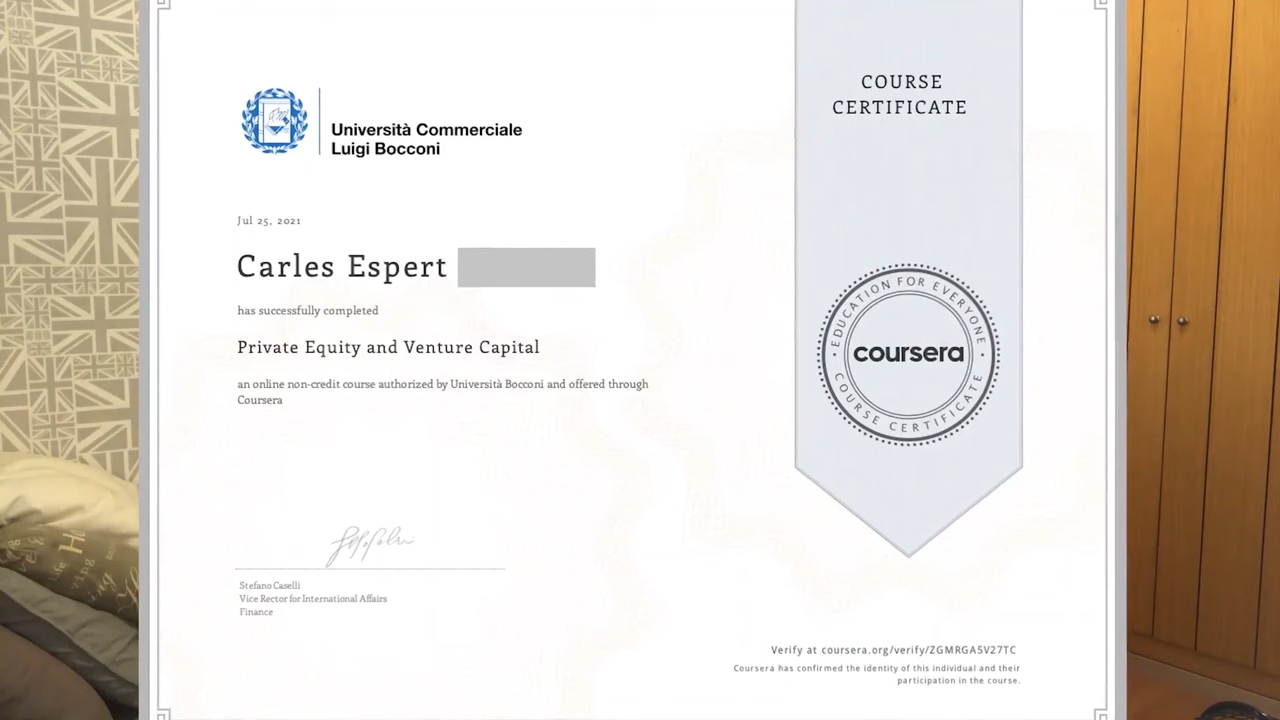 COURSE
CERTIFICATE
Università Commerciale
Luigi Bocconi
Jul 25, 2021
Carles Espert
has successfully completed
Private Equity and Venture Capital
an online non-credit course authorized by Università Bocconi and offered through
Coursera
EDUCATION FOR EVERYONE
coursera
COURSE CERTIFICATE
Stefano Caselli
Vice Rector for International Affairs
Finance
Verify at coursera.org/verify/ZGMRGA5V27TC
Coursera has confirmed the identity of this individual and their
participation in the course.